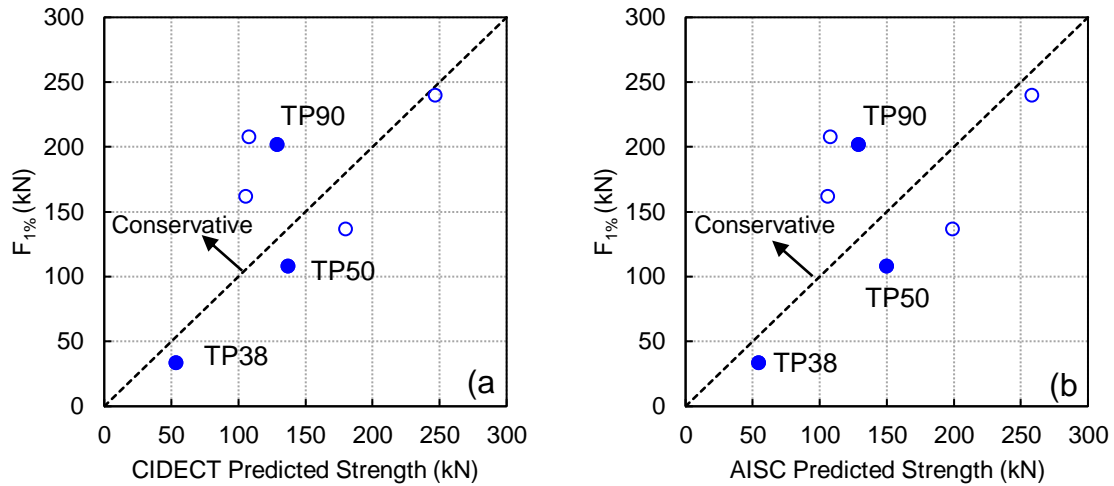 300
250
200
150
100
50
0
F1% (kN)
TP90
Conservative
TP50
TP38
(a
0 50 100 150 200 250 300
CIDECT Predicted Strength (kN)
300
250
200
150
100
50
0
F1% (kN)
TP90
Conservative
TP50
TP38
(b
0 50 100 150 200 250 300
AISC Predicted Strength (kN)